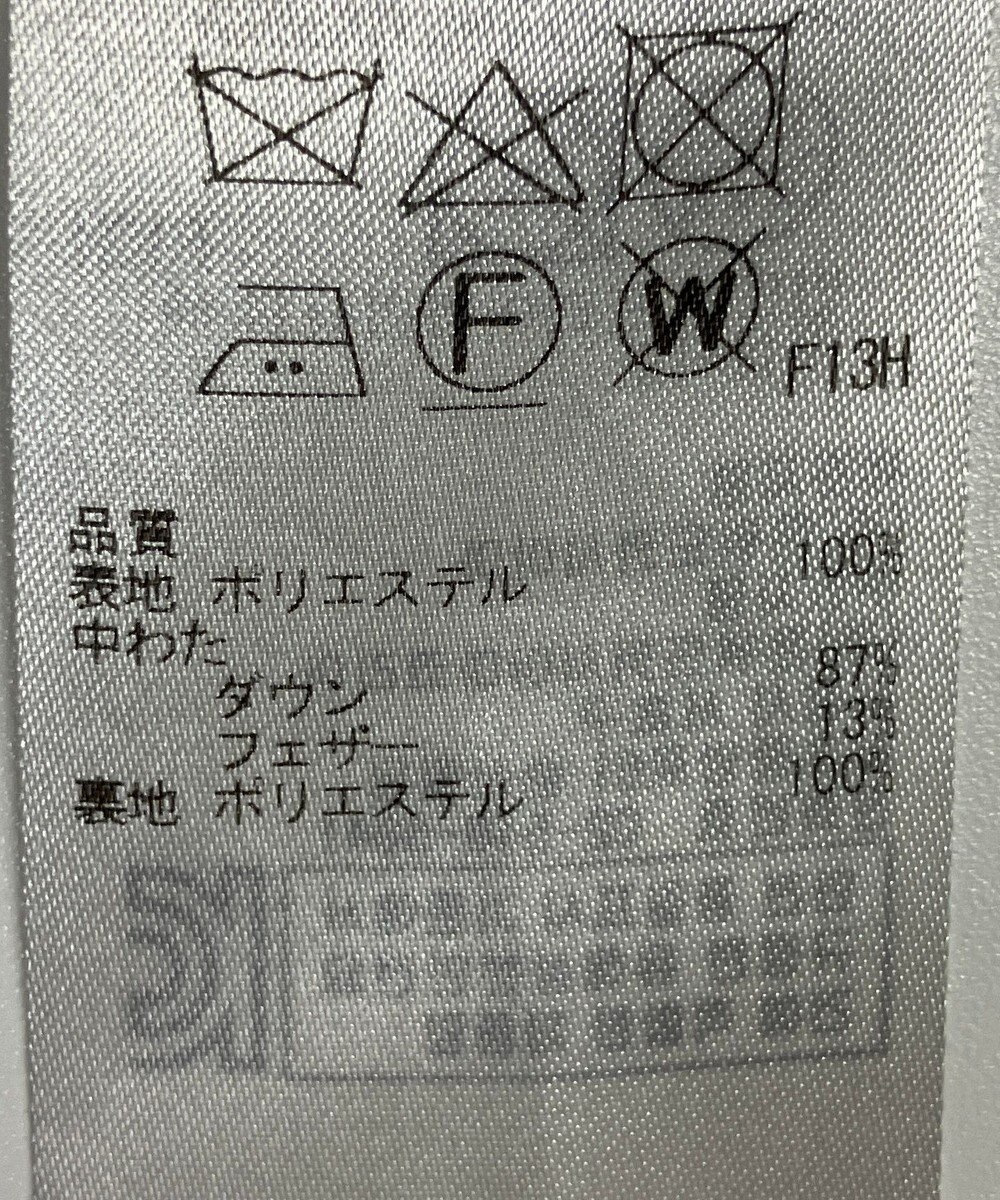 F W F13H
品質
表地 ポリエステル 100%
中わた
ダウン 87%
フェザー 13%
裏地 ポリエステル 100%